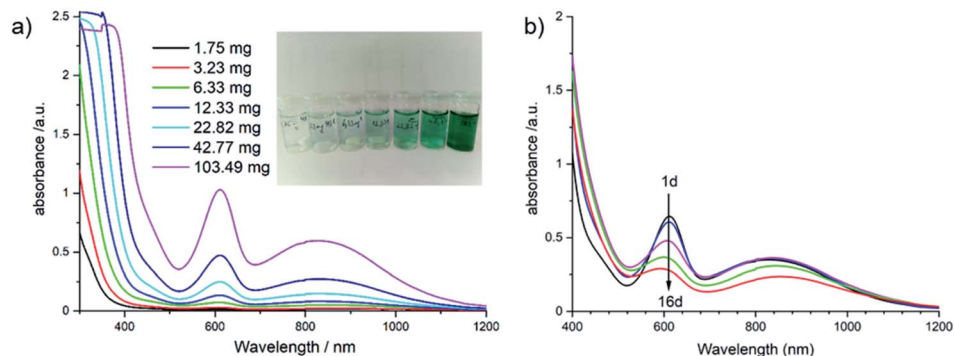 a)
absorbance /a.u.
2.5
2
1.5
1
0.5
0
400
600
800
1000
1200
Wavelength / nm
1.75 mg
3.23 mg
6.33 mg
12.33 mg
22.82 mg
42.77 mg
103.49 mg
b)
absorbance /a.u.
2
1.5
1
0.5
0
400
600
800
1000
1200
Wavelength (nm)
1d
16d